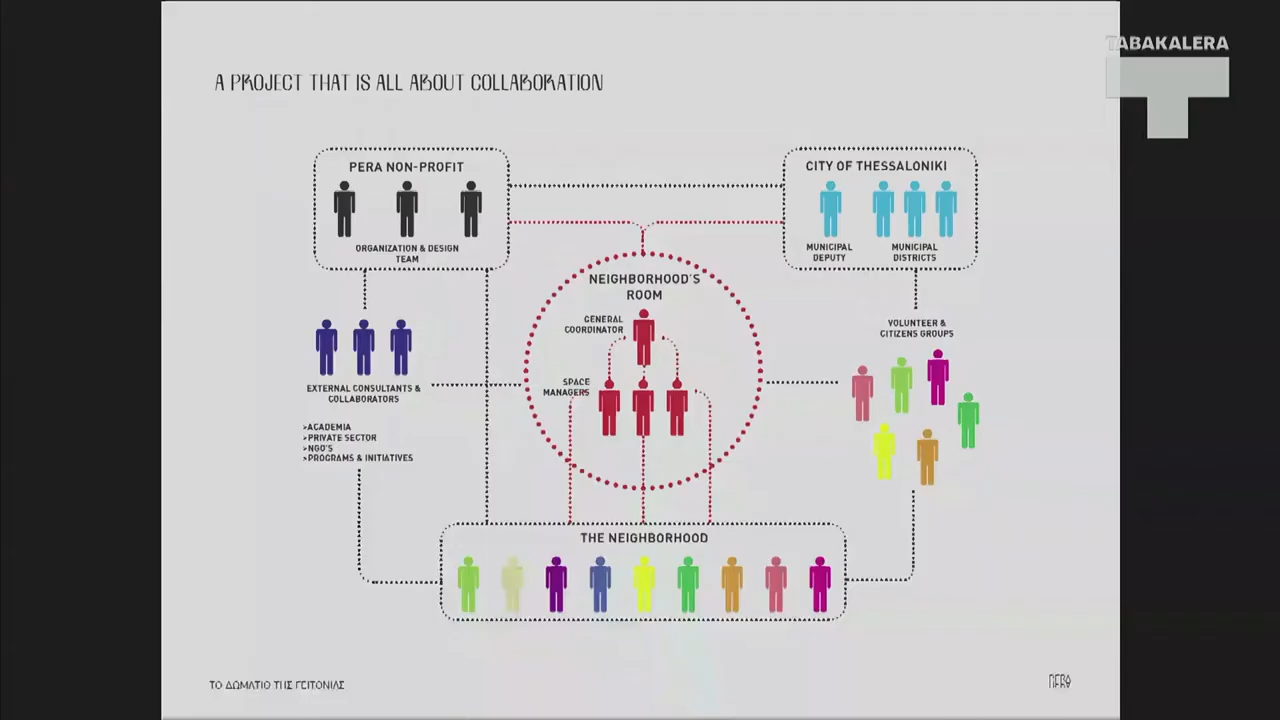 TABAKALERA
A PROJECT THAT IS ALL ABOUT COLLABORATION
PERA NON-PROFIT
ORGANIZATION & DESIGN
TEAM
CITY OF THESSALONIKI
MUNICIPAL
DEPUTY
MUNICIPAL
DISTRICTS
NEIGHBORHOOD'S
ROOM
GENERAL
COORDINATOR
SPACE
MANAGERS
EXTERNAL CONSULTANTS &
COLLABORATORS
>ACADEMIA
>PRIVATE SECTOR
>NGO'S
>PROGRAMS & INITIATIVES
VOLUNTEER &
CITIZENS GROUPS
THE NEIGHBORHOOD
ΤΟ ΔΩΜΑΤΙΟ ΤΗΣ ΓΕΙΤΟΝΙΑΣ